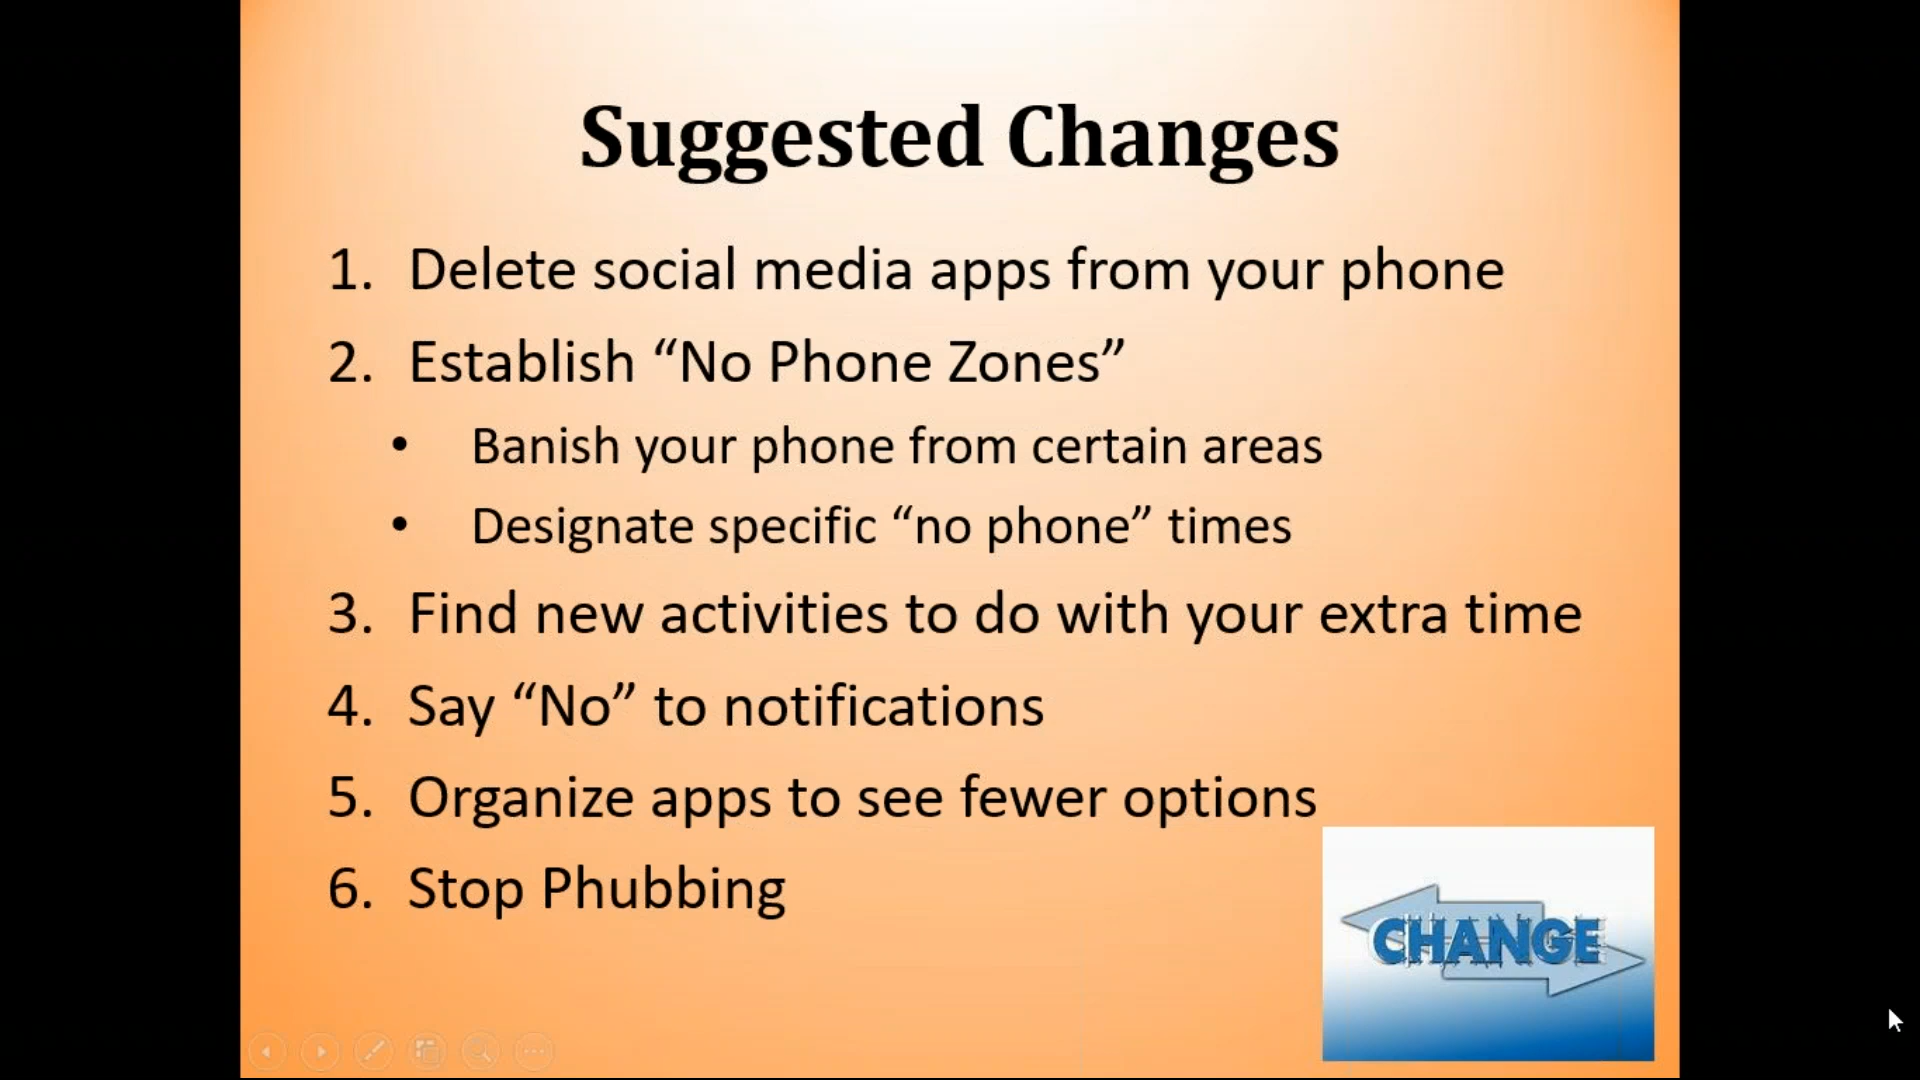 Suggested Changes
1. Delete social media apps from your phone
2. Establish “No Phone Zones”
• Banish your phone from certain areas
• Designate specific “no phone” times
3. Find new activities to do with your extra time
4. Say “No” to notifications
5. Organize apps to see fewer options
6. Stop Phubbing
CHANGE